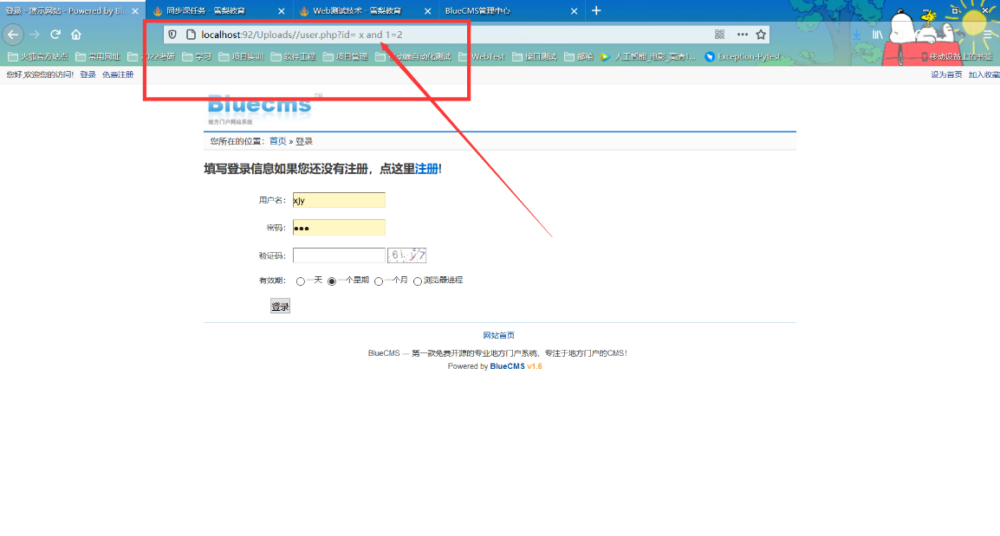 登录 - 演示网站 - Powered by Bl
同步课任务 - 雪梨教育
Web测试技术 - 雪梨教育
BlueCMS管理中心
localhost:92/Uploads//user.php?id= x and 1=2
火狐官方站点
常用网址
2022考研
学习
项目实训
软件工程
项目管理
移动端自动化测试
WebTest
接口测试
邮箱
人工智能_电影_高清1...
Exception-Pytest
移动设备上的书签
您好,欢迎您的访问! 登录 免费注册
设为首页 加入收藏
Bluecms TM
地方门户网站系统
您所在的位置：首页 » 登录
填写登录信息如果您还没有注册，点这里注册!
用户名： xjy
密码： ●●●
验证码：
有效期： 一天 一个星期 一个月 浏览器进程
登录
网站首页
BlueCMS — 第一款免费开源的专业地方门户系统，专注于地方门户的CMS!
Powered by BlueCMS v1.6